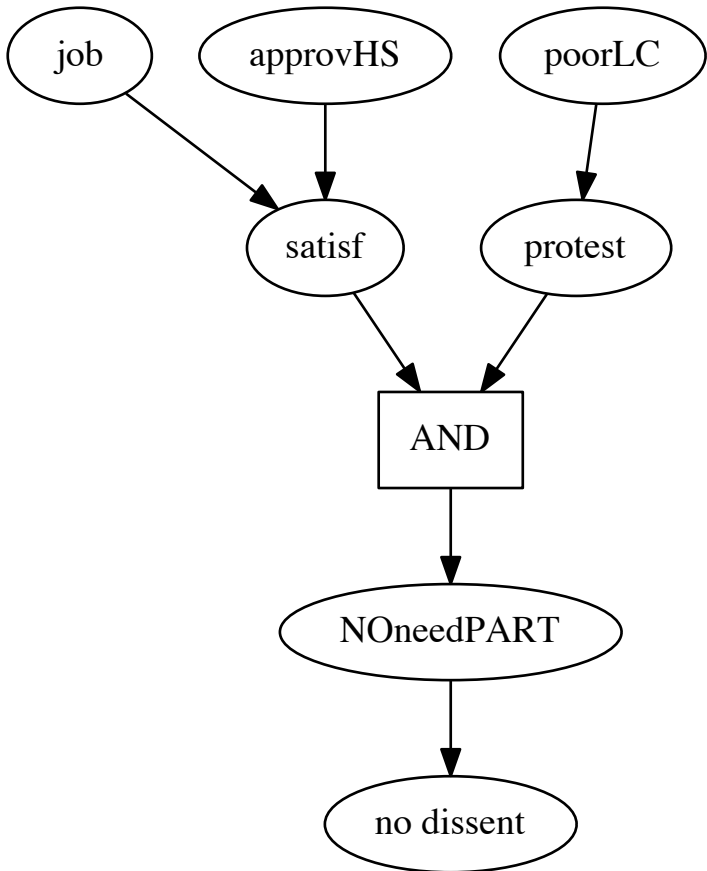 job
approvHS
poorLC
satisf
protest
AND
NOneedPART
no dissent